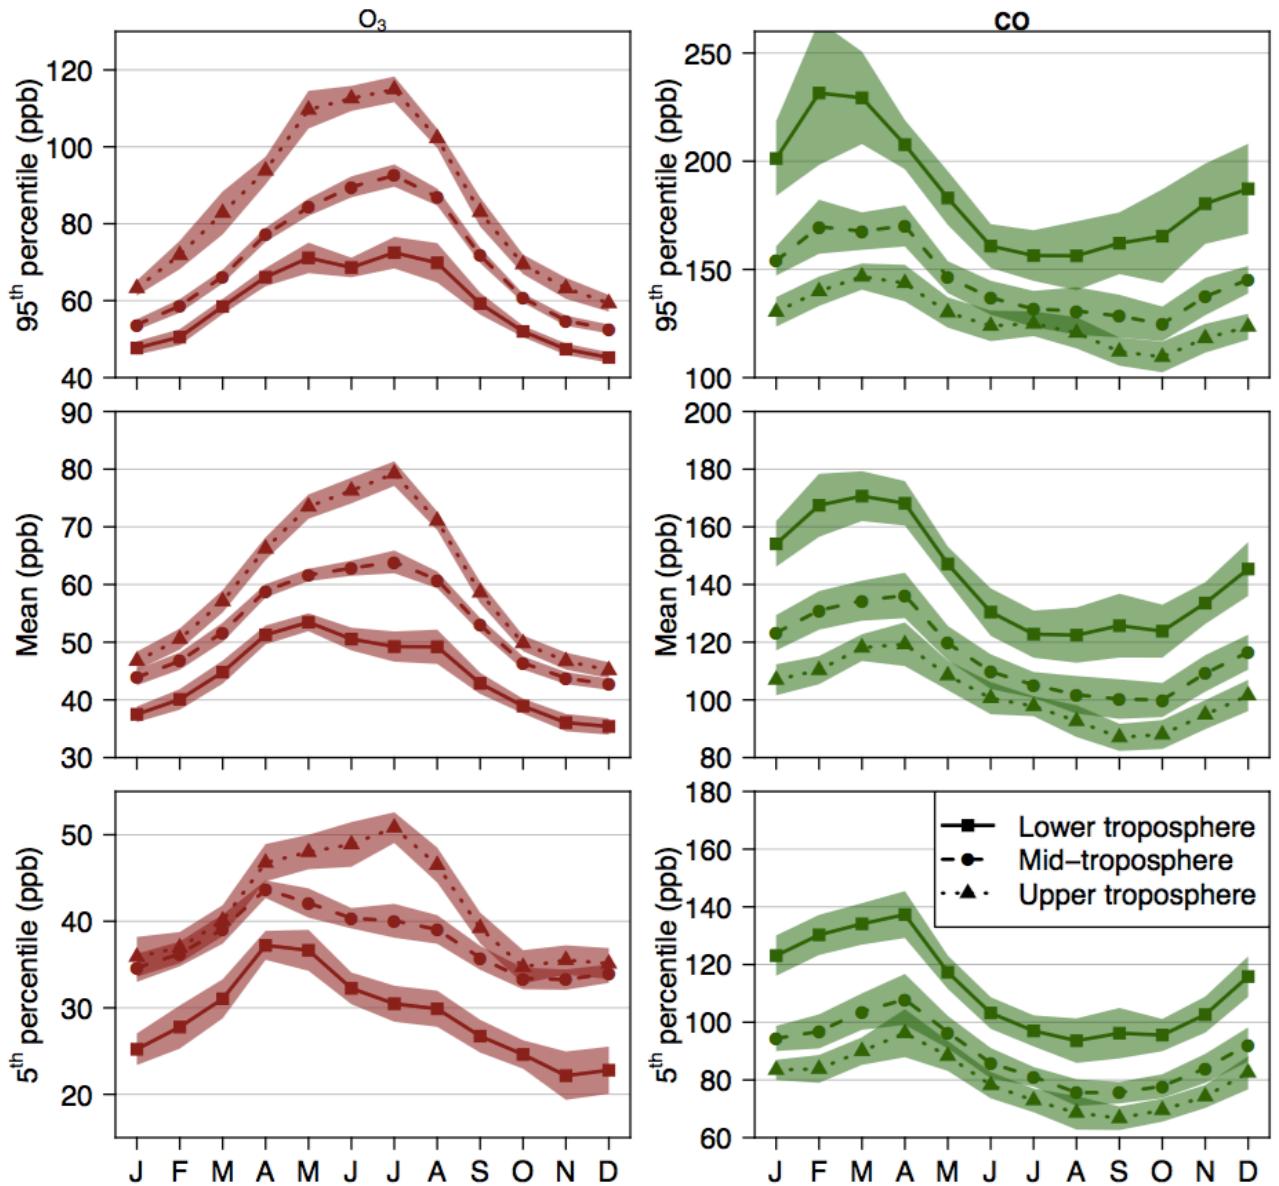 O₃ CO
95ᵗʰ percentile (ppb)
120
100
80
60
40
95ᵗʰ percentile (ppb)
250
200
150
100
Mean (ppb)
90
80
70
60
50
40
30
Mean (ppb)
200
180
160
140
120
100
80
5ᵗʰ percentile (ppb)
50
40
30
20
5ᵗʰ percentile (ppb)
180
160
140
120
100
80
60
Lower troposphere
Mid−troposphere
Upper troposphere
J F M A M J J A S O N D
J F M A M J J A S O N D